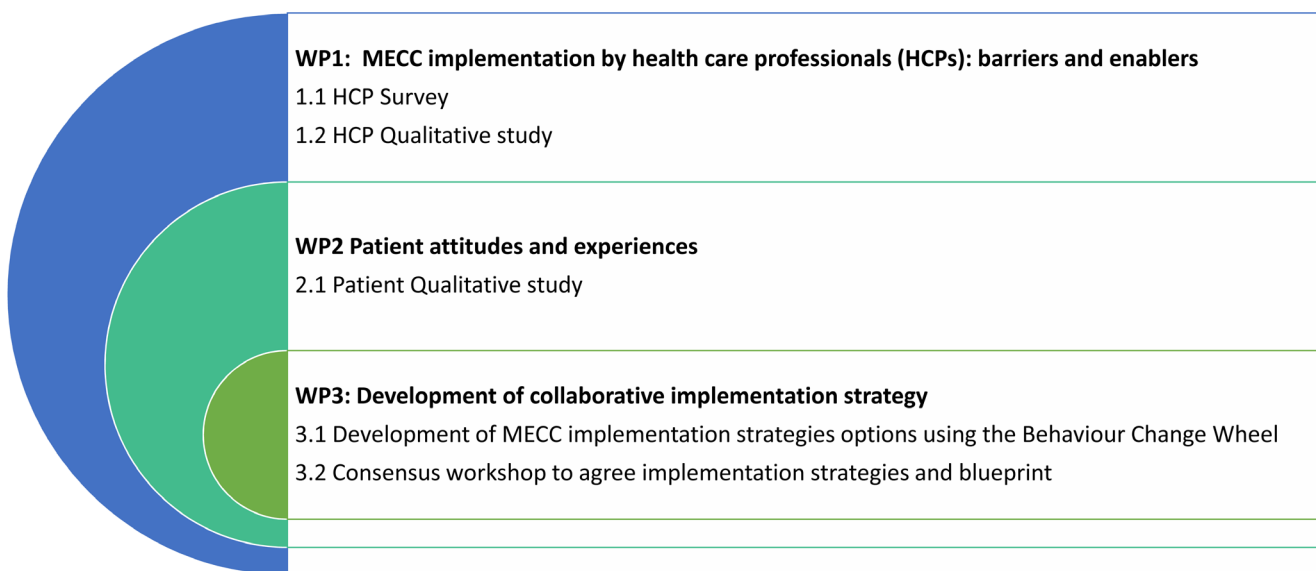 WP1:  MECC implementation by health care professionals (HCPs): barriers and enablers
1.1 HCP Survey
1.2 HCP Qualitative study
WP2 Patient attitudes and experiences
2.1 Patient Qualitative study
WP3: Development of collaborative implementation strategy
3.1 Development of MECC implementation strategies options using the Behaviour Change Wheel
3.2 Consensus workshop to agree implementation strategies and blueprint